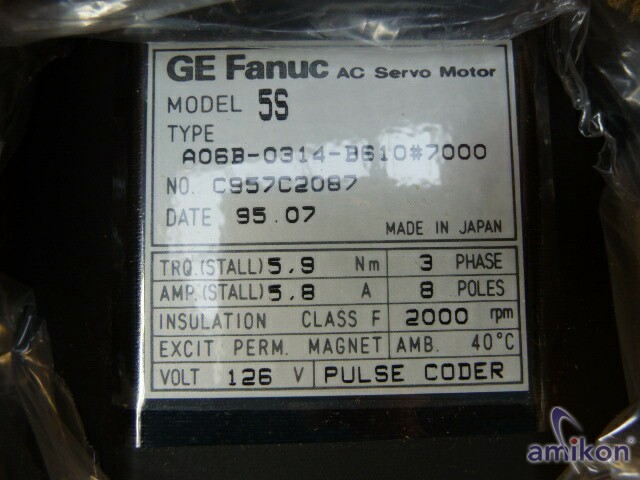 GE Fanuc AC Servo Motor
MODEL 5S
TYPE
A06B-0314-B610#7000
NO. C957C2087
DATE 95.07
MADE IN JAPAN
TRQ.(STALL) 5.9 Nm 3 PHASE
AMP.(STALL) 5.8 A 8 POLES
INSULATION CLASS F 2000 rpm
EXCIT PERM. MAGNET AMB. 40°C
VOLT 126 V PULSE CODER
amikon